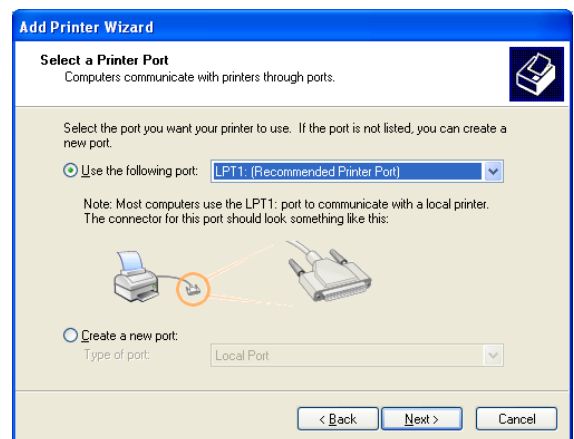 Add Printer Wizard
Select a Printer Port
Computers communicate with printers through ports.
Select the port you want your printer to use. If the port is not listed, you can create a
new port.
Use the following port: LPT1: (Recommended Printer Port)
Note: Most computers use the LPT1: port to communicate with a local printer.
The connector for this port should look something like this:
Create a new port:
Type of port: Local Port
< Back Next > Cancel